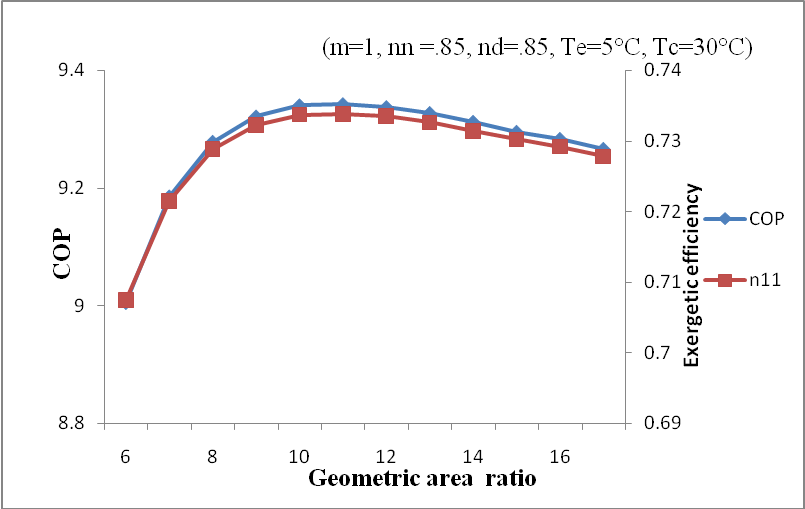 (m=1, nn =.85, nd=.85, Te=5°C, Tc=30°C)
9.4
9.2
9
8.8
COP
0.74
0.73
0.72
0.71
0.7
0.69
Exergetic efficiency
COP
n11
6 8 10 12 14 16
Geometric area ratio